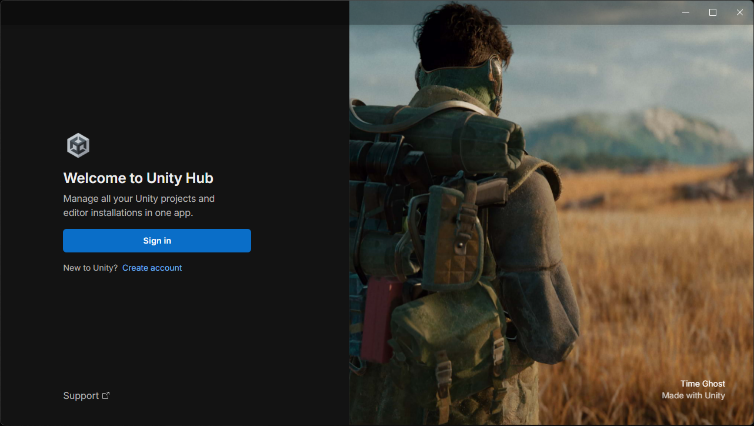 Welcome to Unity Hub
Manage all your Unity projects and
editor installations in one app.
Sign in
New to Unity? Create account
Support
Time Ghost
Made with Unity